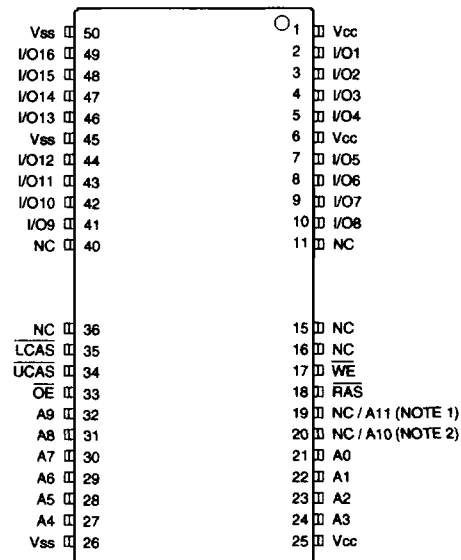 Vss 50 1 Vcc
I/O16 49 2 I/O1
I/O15 48 3 I/O2
I/O14 47 4 I/O3
I/O13 46 5 I/O4
Vss 45 6 Vcc
I/O12 44 7 I/O5
I/O11 43 8 I/O6
I/O10 42 9 I/O7
I/O9 41 10 I/O8
NC 40 11 NC
NC 36 15 NC
LCAS 35 16 NC
UCAS 34 17 WE
OE 33 18 RAS
A9 32 19 NC / A11 (NOTE 1)
A8 31 20 NC / A10 (NOTE 2)
A7 30 21 A0
A6 29 22 A1
A5 28 23 A2
A4 27 24 A3
Vss 26 25 Vcc